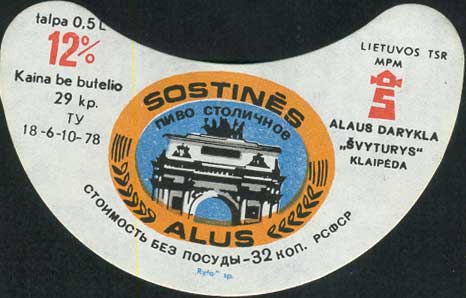 talpa 0,5 L
12%
Kaina be butelio
29 kp.
ТУ
18-6-10-78
SOSTINĖS
ПИВО СТОЛИЧНОЕ
ALUS
LIETUVOS TSR
MPM
ALAUS DARYKLA
„ŠVYTURYS“
KLAIPĖDA
СТОИМОСТЬ БЕЗ ПОСУДЫ-32 КОП. РСФСР
„Ryto“ sp.